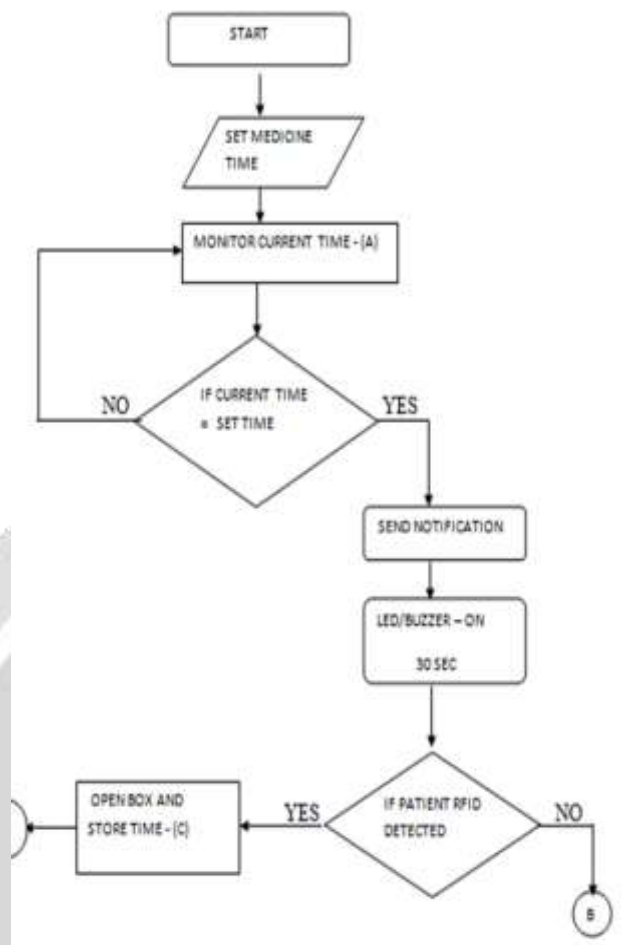 START
SET MEDICINE
TIME
MONITOR CURRENT TIME - (A)
IF CURRENT TIME
= SET TIME
NO
YES
SEND NOTIFICATION
LED/BUZZER – ON
30 SEC
IF PATIENT RFID
DETECTED
YES
NO
OPEN BOX AND
STORE TIME - (C)
B